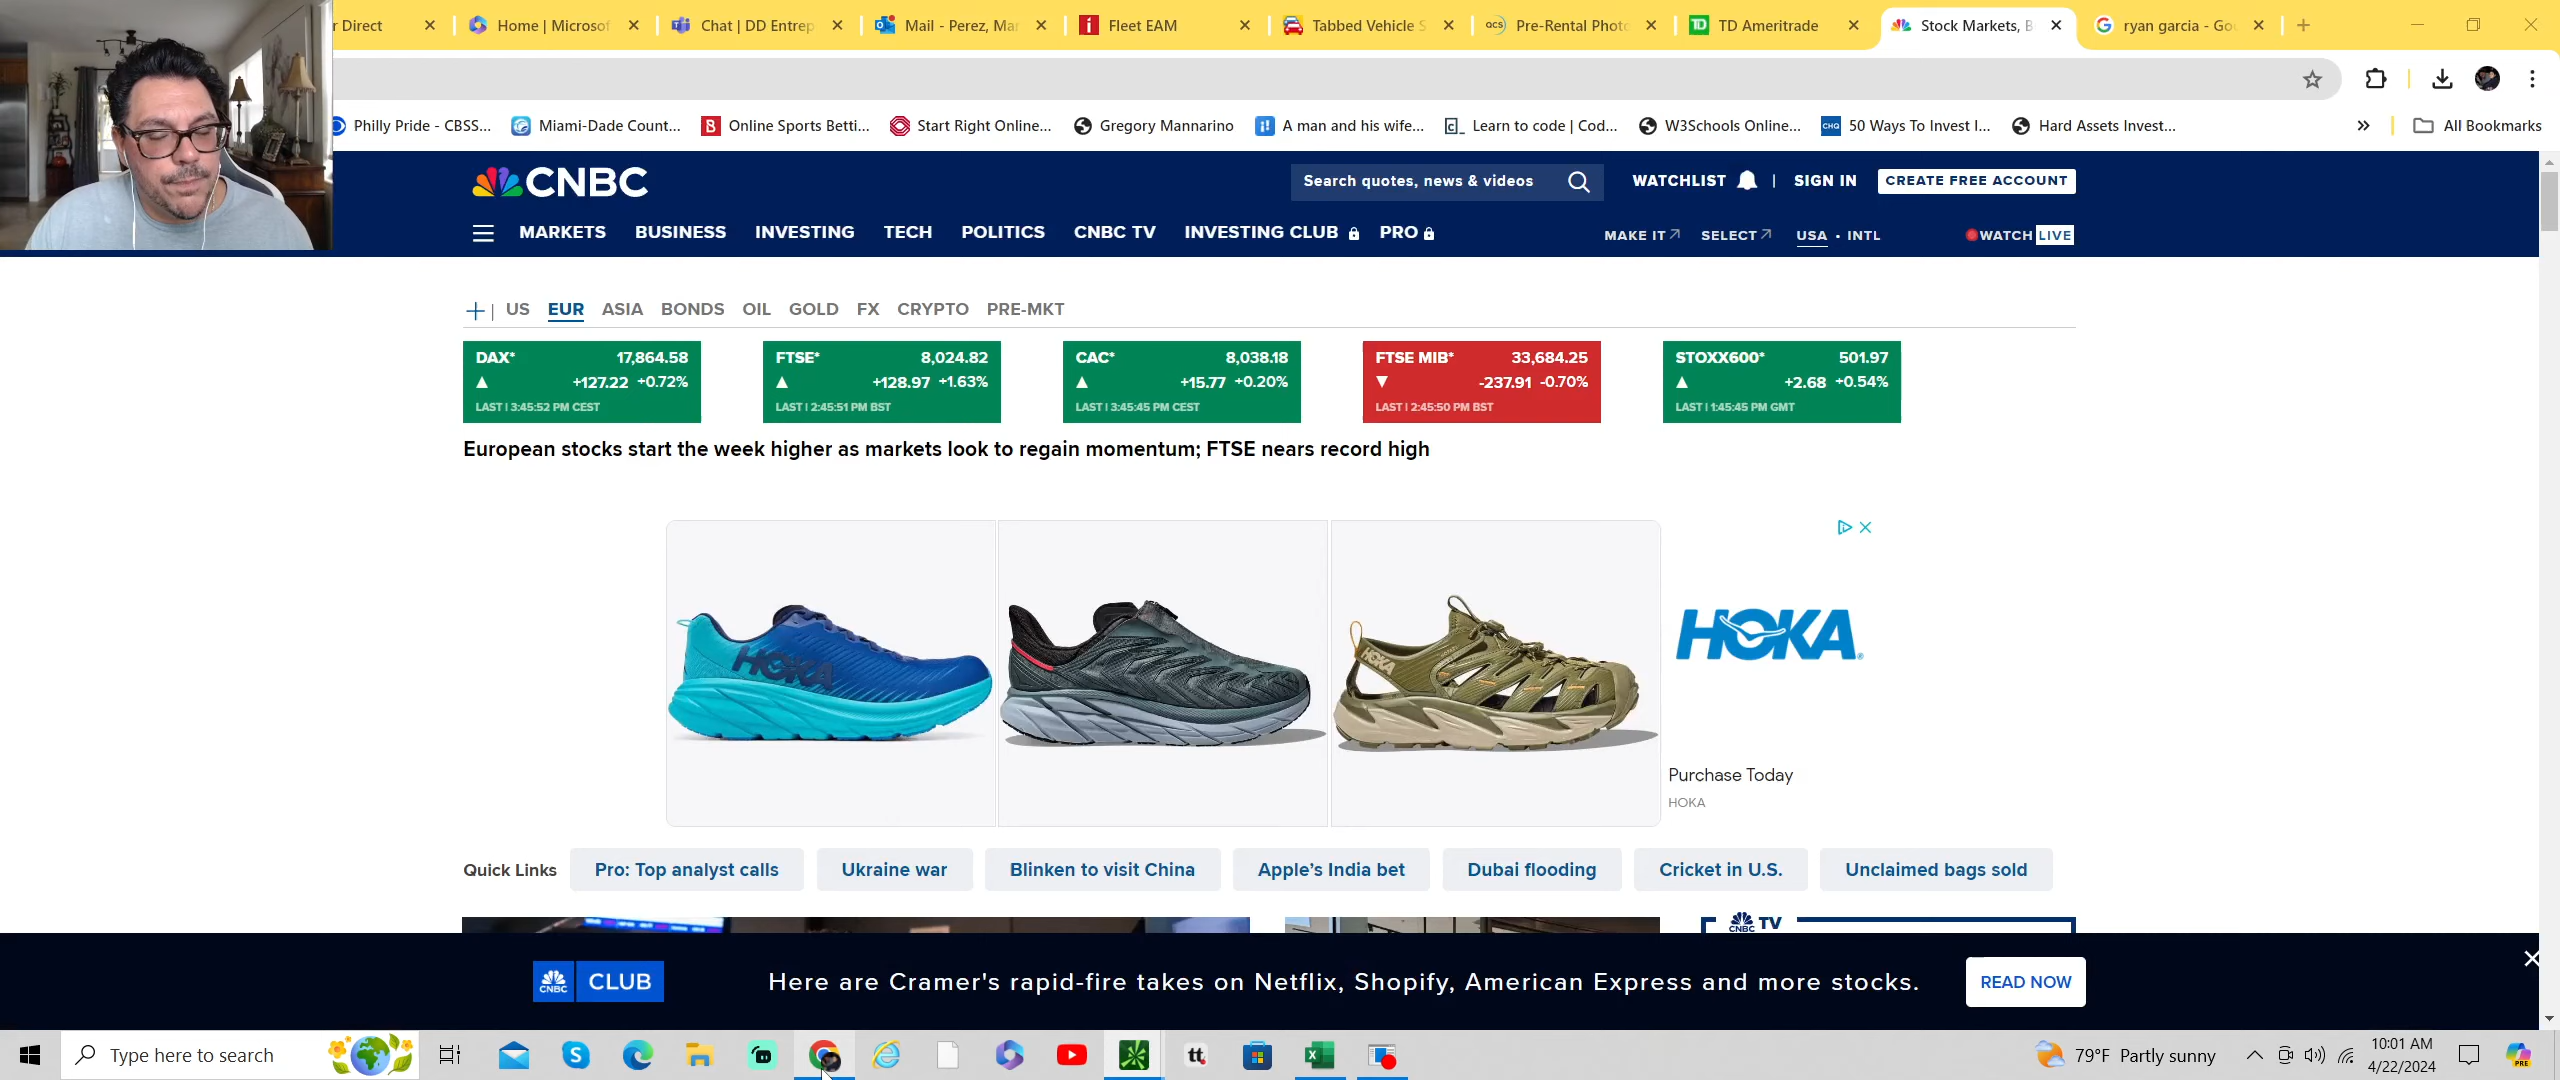 r Direct
Home | Microsof
Chat | DD Entrep
Mail - Perez, Mar
Fleet EAM
Tabbed Vehicle S
Pre-Rental Phot
TD Ameritrade
Stock Markets, B
ryan garcia - Goo
Philly Pride - CBSS...
Miami-Dade Count...
Online Sports Betti...
Start Right Online...
Gregory Mannarino
A man and his wife...
Learn to code | Cod...
W3Schools Online...
50 Ways To Invest I...
Hard Assets Invest...
All Bookmarks
CNBC
Search quotes, news & videos
WATCHLIST | SIGN IN
CREATE FREE ACCOUNT
MARKETS BUSINESS INVESTING TECH POLITICS CNBC TV INVESTING CLUB PRO
MAKE IT SELECT USA • INTL WATCH LIVE
US EUR ASIA BONDS OIL GOLD FX CRYPTO PRE-MKT
DAX* 17,864.58
+127.22 +0.72%
LAST | 3:45:52 PM CEST
FTSE* 8,024.82
+128.97 +1.63%
LAST | 2:45:51 PM BST
CAC* 8,038.18
+15.77 +0.20%
LAST | 3:45:45 PM CEST
FTSE MIB* 33,684.25
-237.91 -0.70%
LAST | 2:45:50 PM BST
STOXX600* 501.97
+2.68 +0.54%
LAST | 1:45:45 PM GMT
European stocks start the week higher as markets look to regain momentum; FTSE nears record high
HOKA
HOKA
HOKA
Purchase Today
HOKA
Quick Links
Pro: Top analyst calls
Ukraine war
Blinken to visit China
Apple's India bet
Dubai flooding
Cricket in U.S.
Unclaimed bags sold
CNBC TV
CNBC CLUB
Here are Cramer's rapid-fire takes on Netflix, Shopify, American Express and more stocks.
READ NOW
Type here to search
79°F Partly sunny
10:01 AM
4/22/2024